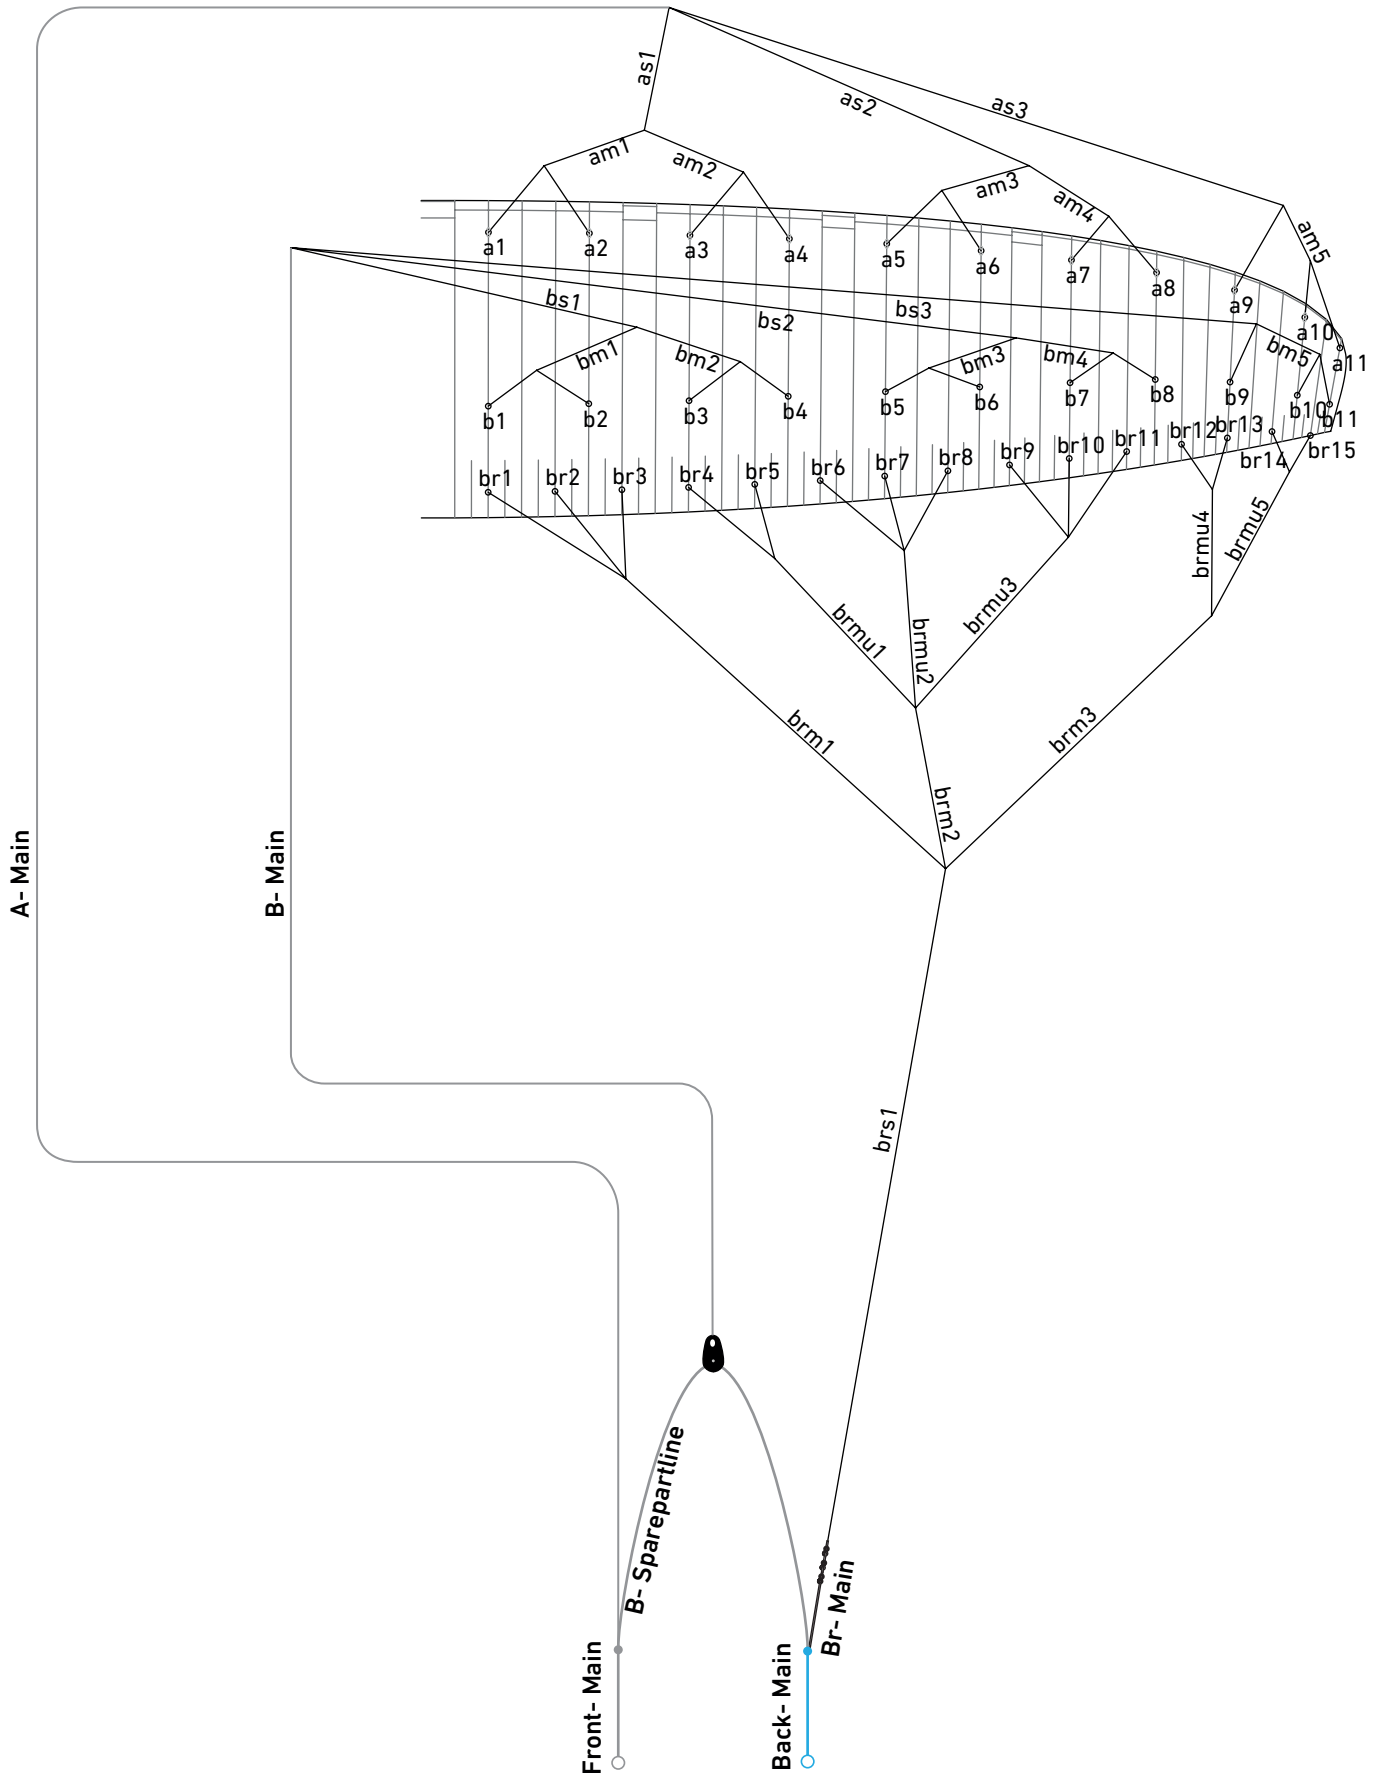 as1
as2
as3
am1
am2
am3
am4
am5
a1
a2
a3
a4
a5
a6
a7
a8
a9
a10
a11
bs1
bs2
bs3
bm1
bm2
bm3
bm4
bm5
b1
b2
b3
b4
b5
b6
b7
b8
b9
b10
b11
br1
br2
br3
br4
br5
br6
br7
br8
br9
br10
br11
br12
br13
br14
br15
brmu1
brmu2
brmu3
brmu4
brmu5
brm1
brm2
brm3
A- Main
B- Main
brs1
B- Sparepartline
Br- Main
Front- Main
Back- Main